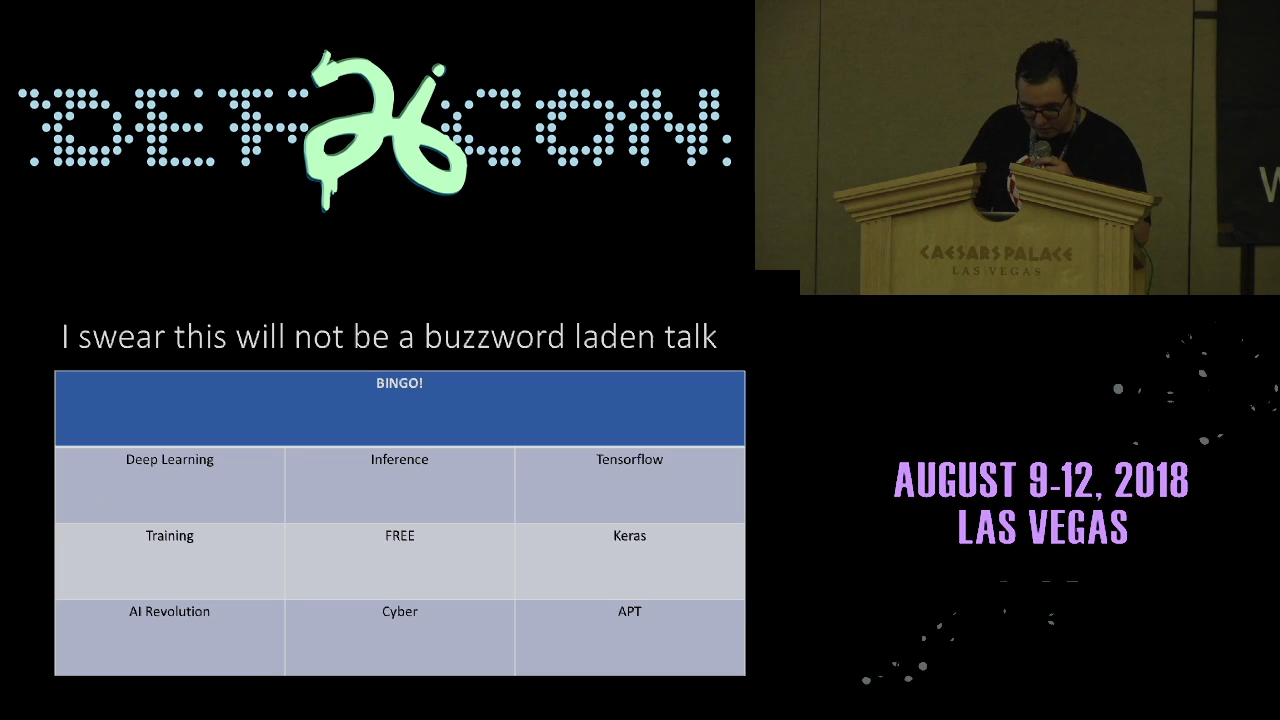 DEF 26 CON
CAESARS PALACE
LAS VEGAS
W
I swear this will not be a buzzword laden talk
BINGO!
Deep Learning Inference Tensorflow
Training FREE Keras
AI Revolution Cyber APT
AUGUST 9-12, 2018
LAS VEGAS